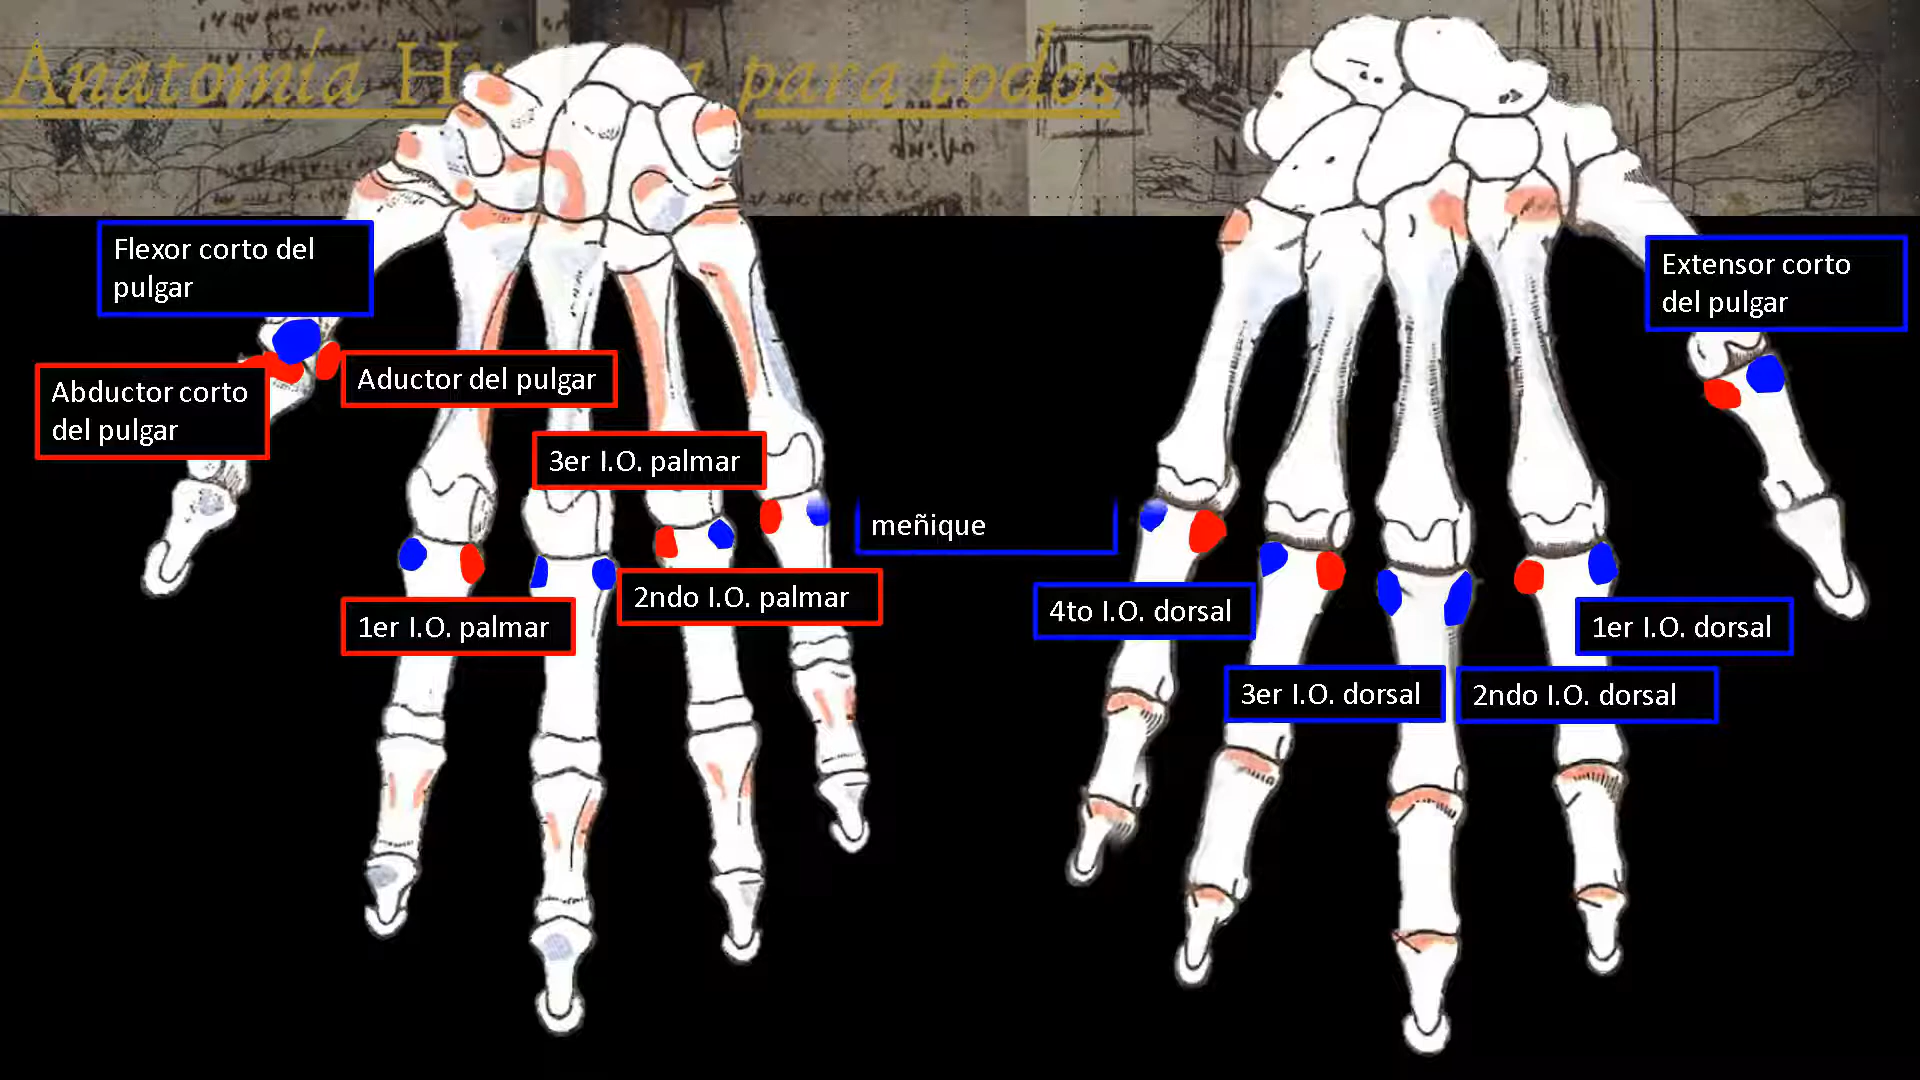 Anatomía Hu a para todos
N
Flexor corto del
pulgar
Extensor corto
del pulgar
Abductor corto
del pulgar
Aductor del pulgar
3er I.O. palmar
meñique
2ndo I.O. palmar
4to I.O. dorsal
1er I.O. palmar
1er I.O. dorsal
3er I.O. dorsal
2ndo I.O. dorsal